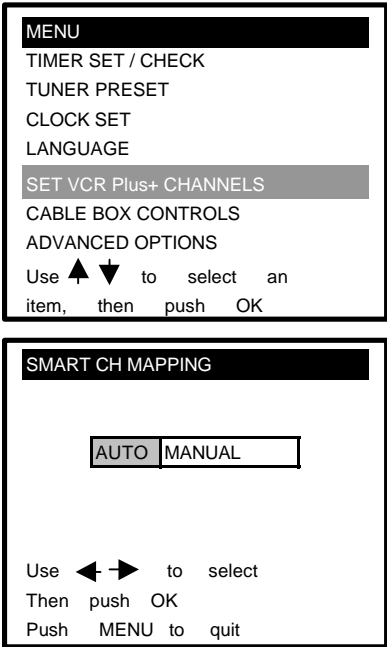 MENU
TIMER SET / CHECK
TUNER PRESET
CLOCK SET
LANGUAGE
SET VCR Plus+ CHANNELS
CABLE BOX CONTROLS
ADVANCED OPTIONS
Use ▲ ▼ to select an
item, then push OK
SMART CH MAPPING
AUTO MANUAL
Use ◄ ► to select
Then push OK
Push MENU to quit